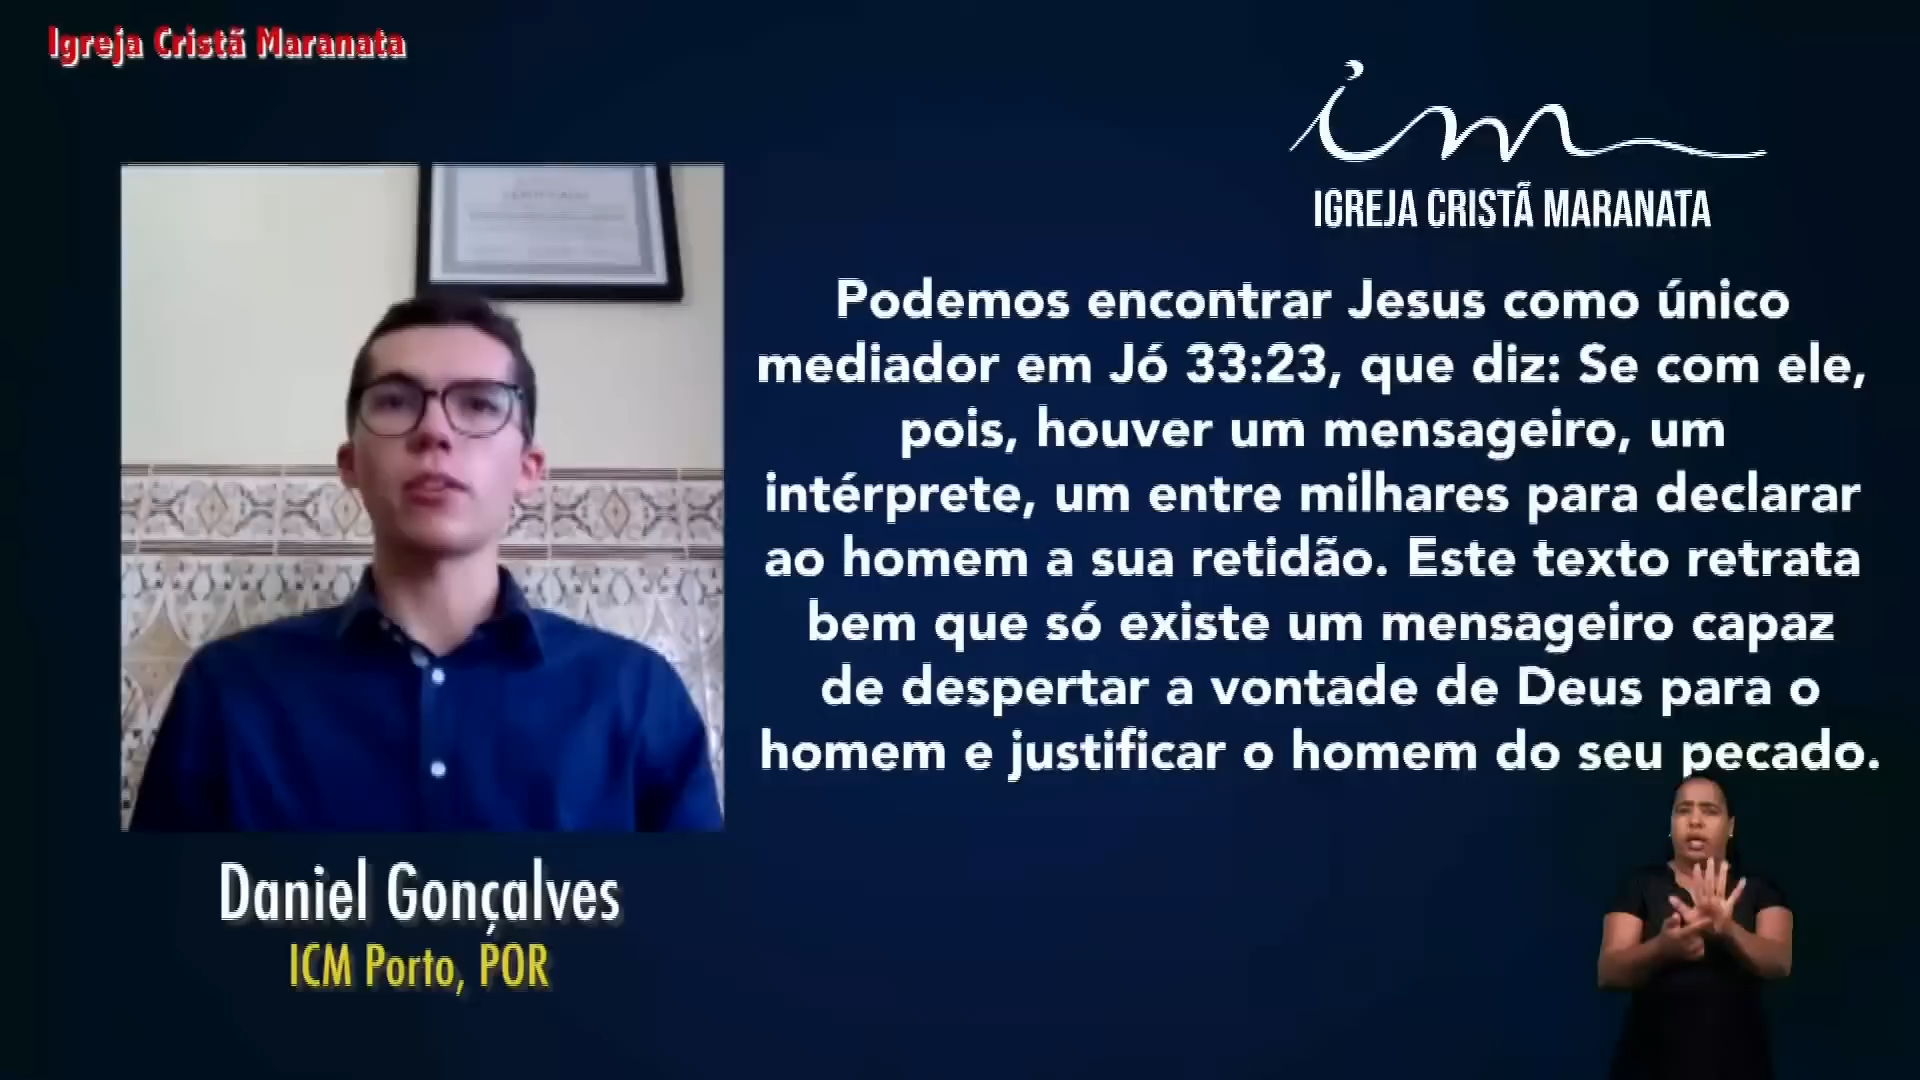 Igreja Cristã Maranata
icm
IGREJA CRISTÃ MARANATA
Podemos encontrar Jesus como único
mediador em Jó 33:23, que diz: Se com ele,
pois, houver um mensageiro, um
intérprete, um entre milhares para declarar
ao homem a sua retidão. Este texto retrata
bem que só existe um mensageiro capaz
de despertar a vontade de Deus para o
homem e justificar o homem do seu pecado.
Daniel Gonçalves
ICM Porto, POR